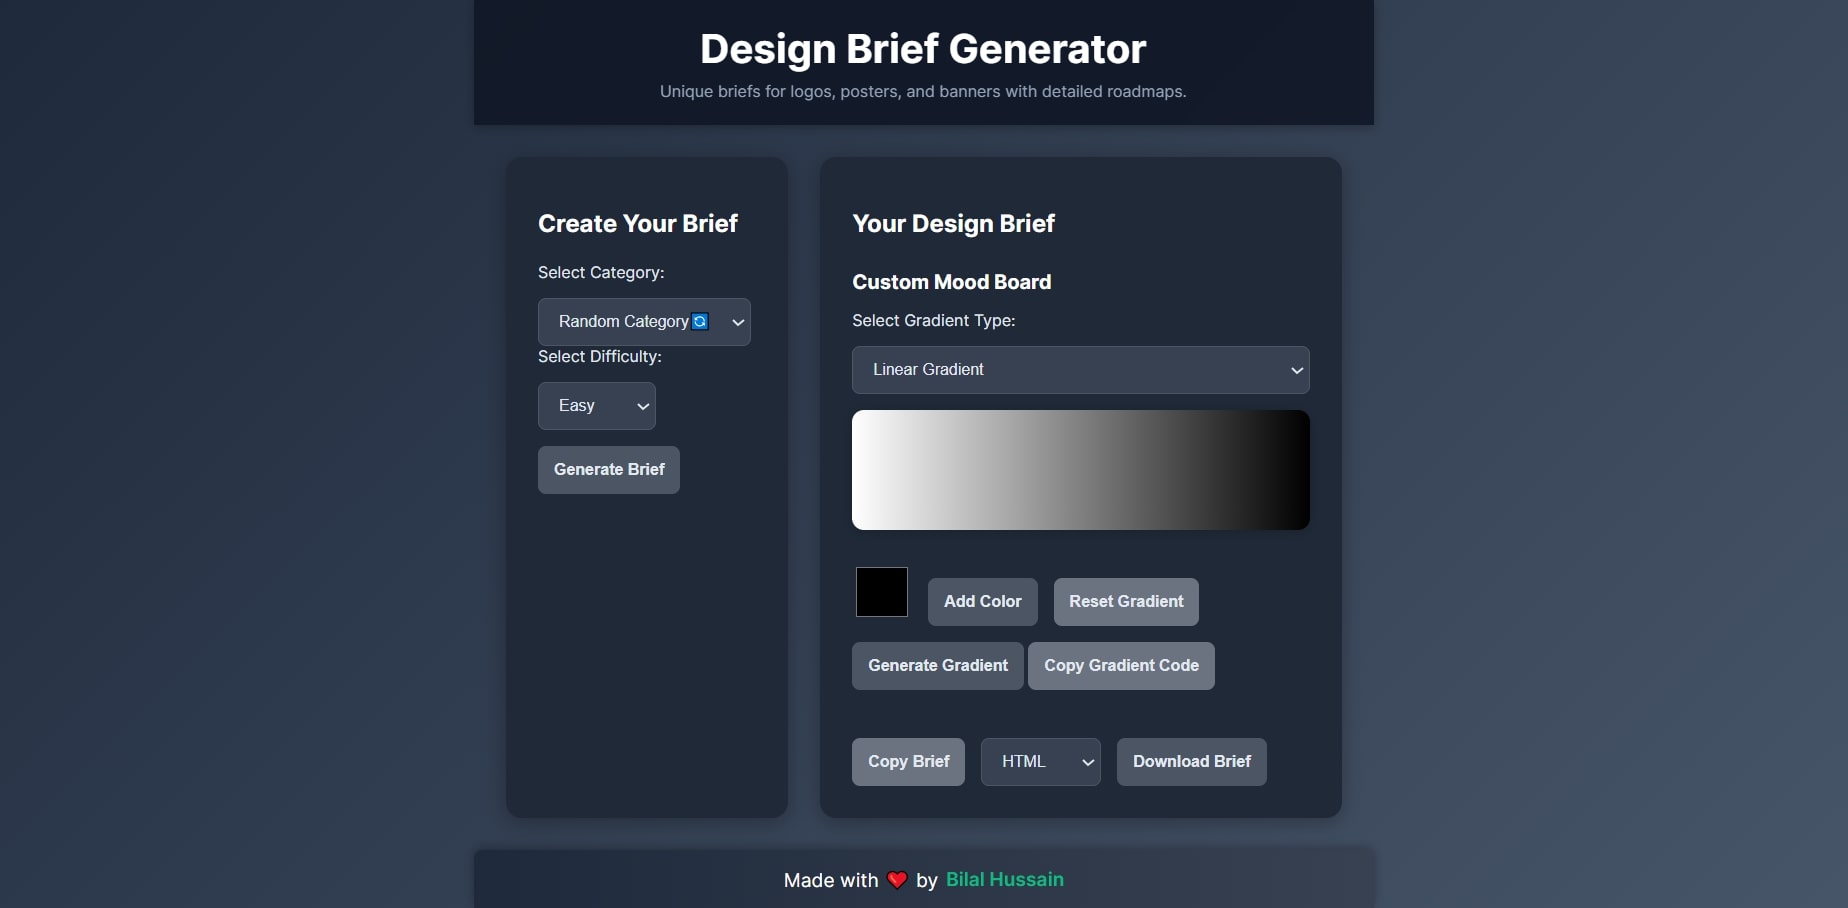 Design Brief Generator
Unique briefs for logos, posters, and banners with detailed roadmaps.
Create Your Brief
Select Category:
Random Category🔄
Select Difficulty:
Easy
Generate Brief
Your Design Brief
Custom Mood Board
Select Gradient Type:
Linear Gradient
Add Color
Reset Gradient
Generate Gradient
Copy Gradient Code
Copy Brief
HTML
Download Brief
Made with ❤️ by Bilal Hussain